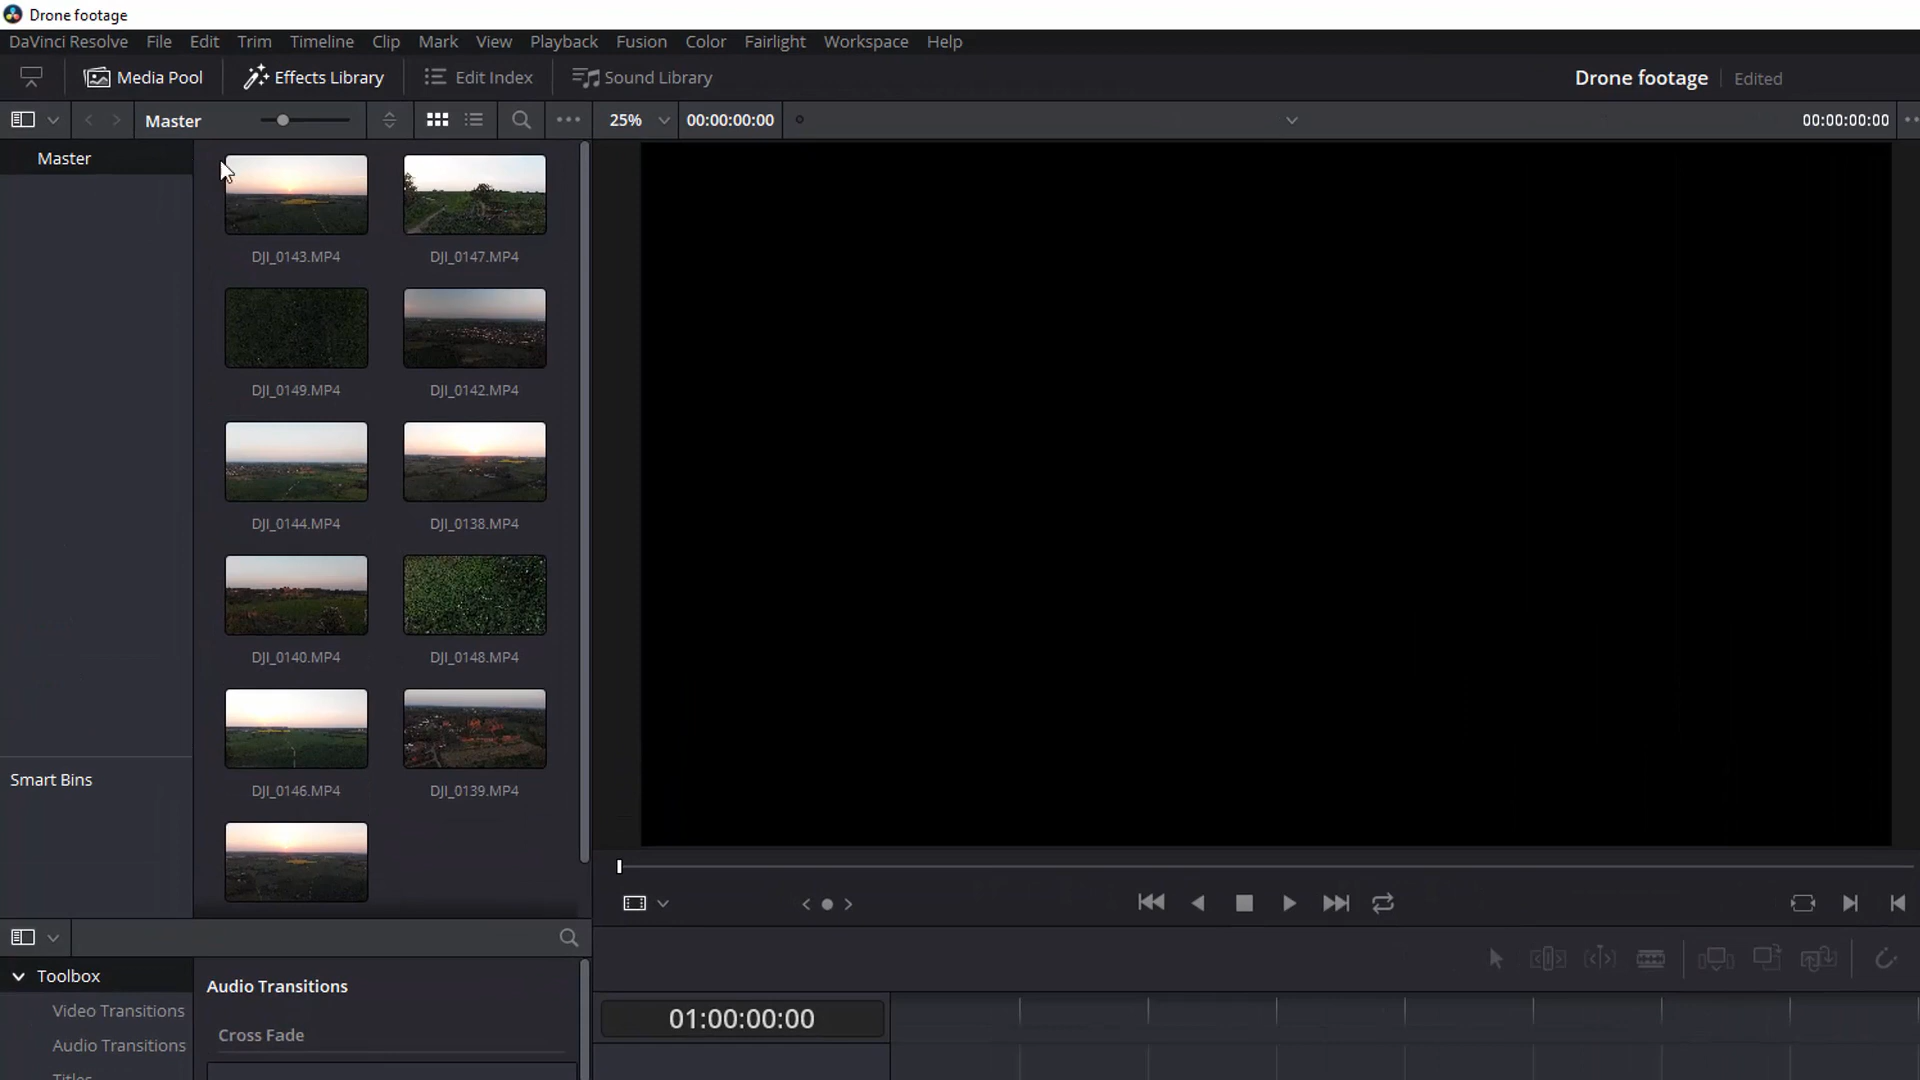 Drone footage
DaVinci Resolve File Edit Trim Timeline Clip Mark View Playback Fusion Color Fairlight Workspace Help
Media Pool Effects Library Edit Index Sound Library Drone footage Edited
Master 25% 00:00:00:00 00:00:00:00
Master
DJI_0143.MP4 DJI_0147.MP4
DJI_0149.MP4 DJI_0142.MP4
DJI_0144.MP4 DJI_0138.MP4
DJI_0140.MP4 DJI_0148.MP4
Smart Bins
DJI_0146.MP4 DJI_0139.MP4
Toolbox
Audio Transitions
Video Transitions
Cross Fade
01:00:00:00
Audio Transitions
Titles